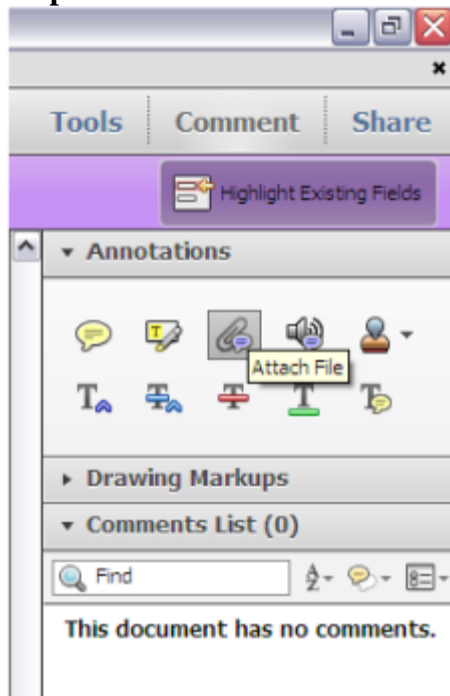 Tools Comment Share
Highlight Existing Fields
Annotations
Attach File
Drawing Markups
Comments List (0)
Find
This document has no comments.